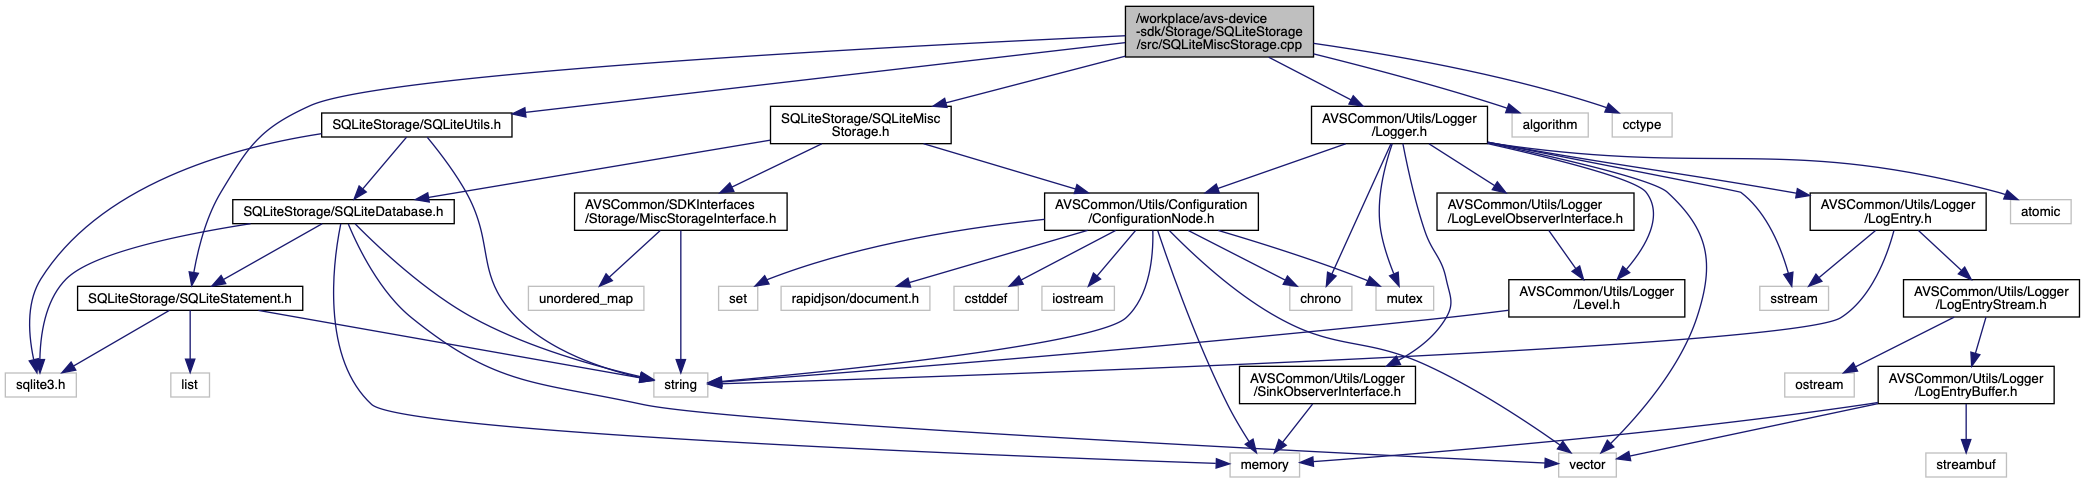 /workplace/avs-device
-sdk/Storage/SQLiteStorage
/src/SQLiteMiscStorage.cpp
SQLiteStorage/SQLiteUtils.h
SQLiteStorage/SQLiteMisc
Storage.h
AVSCommon/Utils/Logger
/Logger.h
algorithm
cctype
SQLiteStorage/SQLiteDatabase.h
AVSCommon/SDKInterfaces
/Storage/MiscStorageInterface.h
AVSCommon/Utils/Configuration
/ConfigurationNode.h
AVSCommon/Utils/Logger
/LogLevelObserverInterface.h
AVSCommon/Utils/Logger
/LogEntry.h
atomic
SQLiteStorage/SQLiteStatement.h
unordered_map
set
rapidjson/document.h
cstddef
iostream
chrono
mutex
AVSCommon/Utils/Logger
/Level.h
sstream
AVSCommon/Utils/Logger
/LogEntryStream.h
sqlite3.h
list
string
AVSCommon/Utils/Logger
/SinkObserverInterface.h
ostream
AVSCommon/Utils/Logger
/LogEntryBuffer.h
memory
vector
streambuf